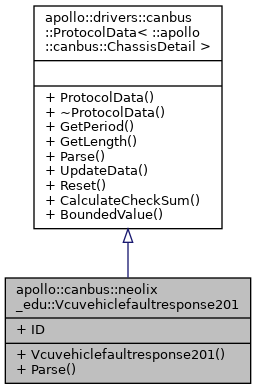 apollo::drivers::canbus
::ProtocolData< ::apollo
::canbus::ChassisDetail >
+ ProtocolData()
+ ~ProtocolData()
+ GetPeriod()
+ GetLength()
+ Parse()
+ UpdateData()
+ Reset()
+ CalculateCheckSum()
+ BoundedValue()
apollo::canbus::neolix
_edu::Vcuvehiclefaultresponse201
+ ID
+ Vcuvehiclefaultresponse201()
+ Parse()